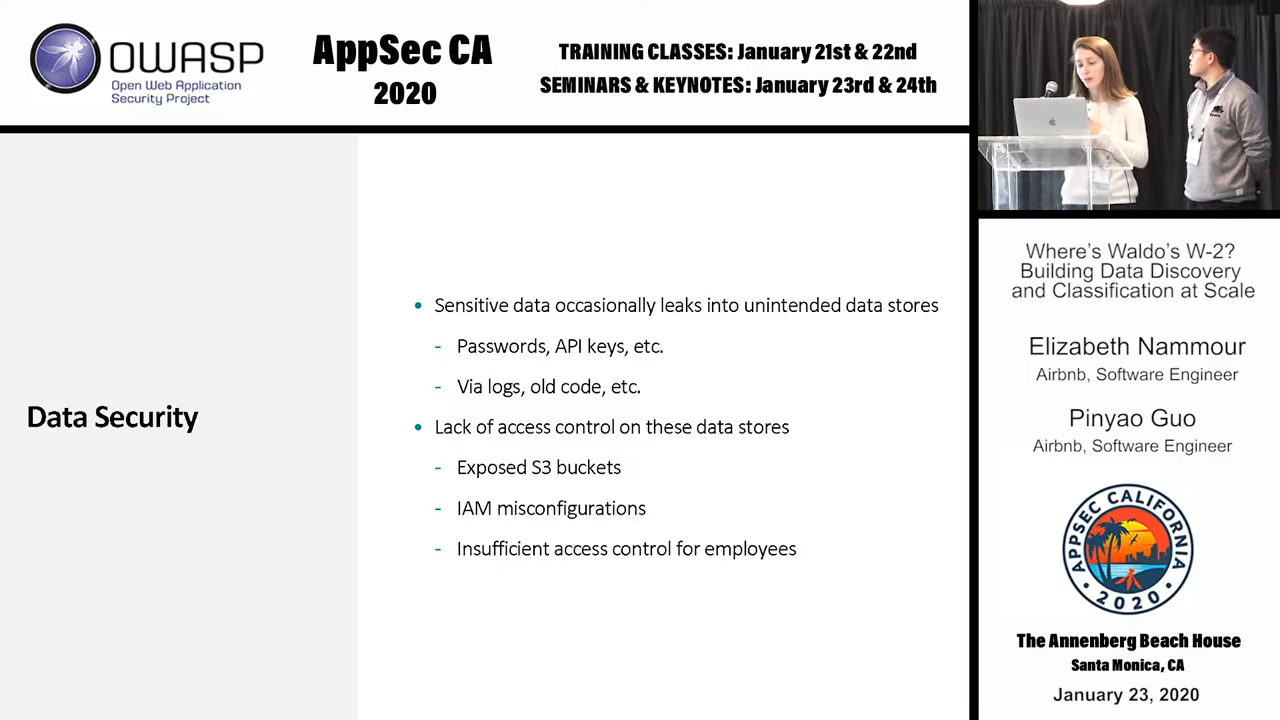 OWASP
Open Web Application
Security Project
AppSec CA
2020
TRAINING CLASSES: January 21st & 22nd
SEMINARS & KEYNOTES: January 23rd & 24th
Data Security
• Sensitive data occasionally leaks into unintended data stores
- Passwords, API keys, etc.
- Via logs, old code, etc.
• Lack of access control on these data stores
- Exposed S3 buckets
- IAM misconfigurations
- Insufficient access control for employees
Where's Waldo's W-2?
Building Data Discovery
and Classification at Scale
Elizabeth Nammour
Airbnb, Software Engineer
Pinyao Guo
Airbnb, Software Engineer
APPSEC CALIFORNIA
• 2020 •
The Annenberg Beach House
Santa Monica, CA
January 23, 2020